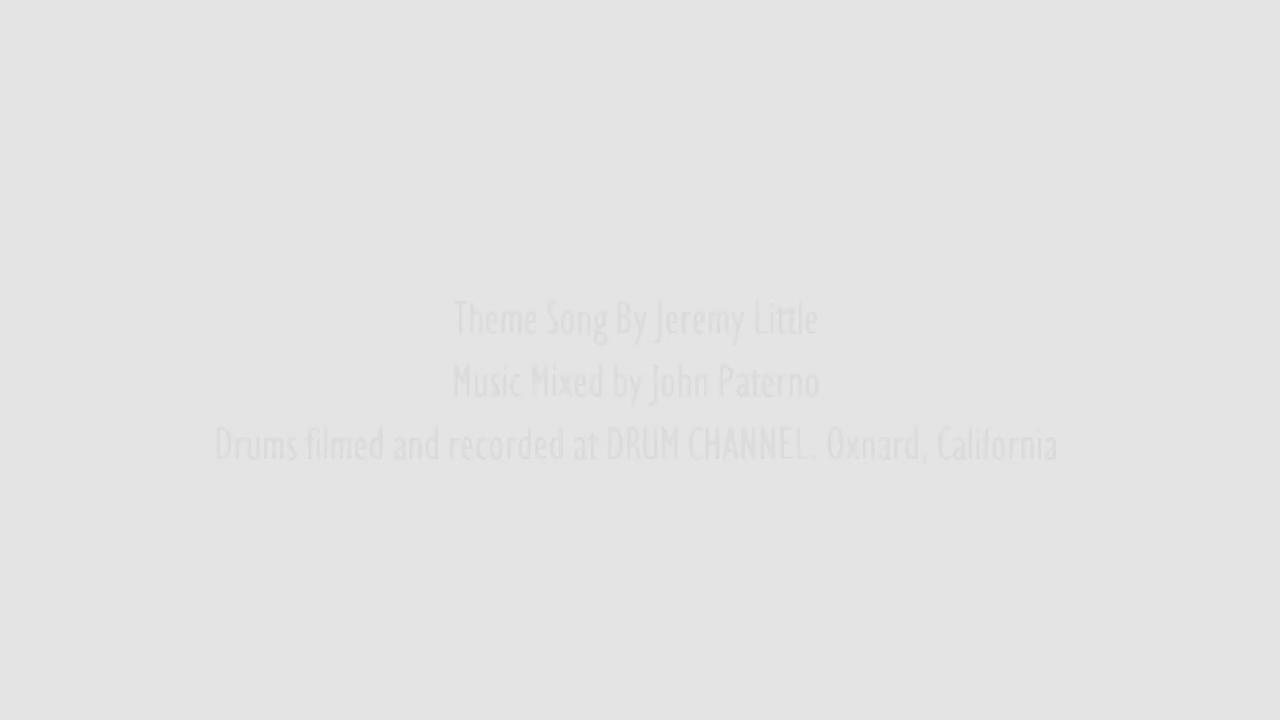 Theme Song By Jeremy Little
Music Mixed by John Paterno
Drums filmed and recorded at DRUM CHANNEL. Oxnard, California